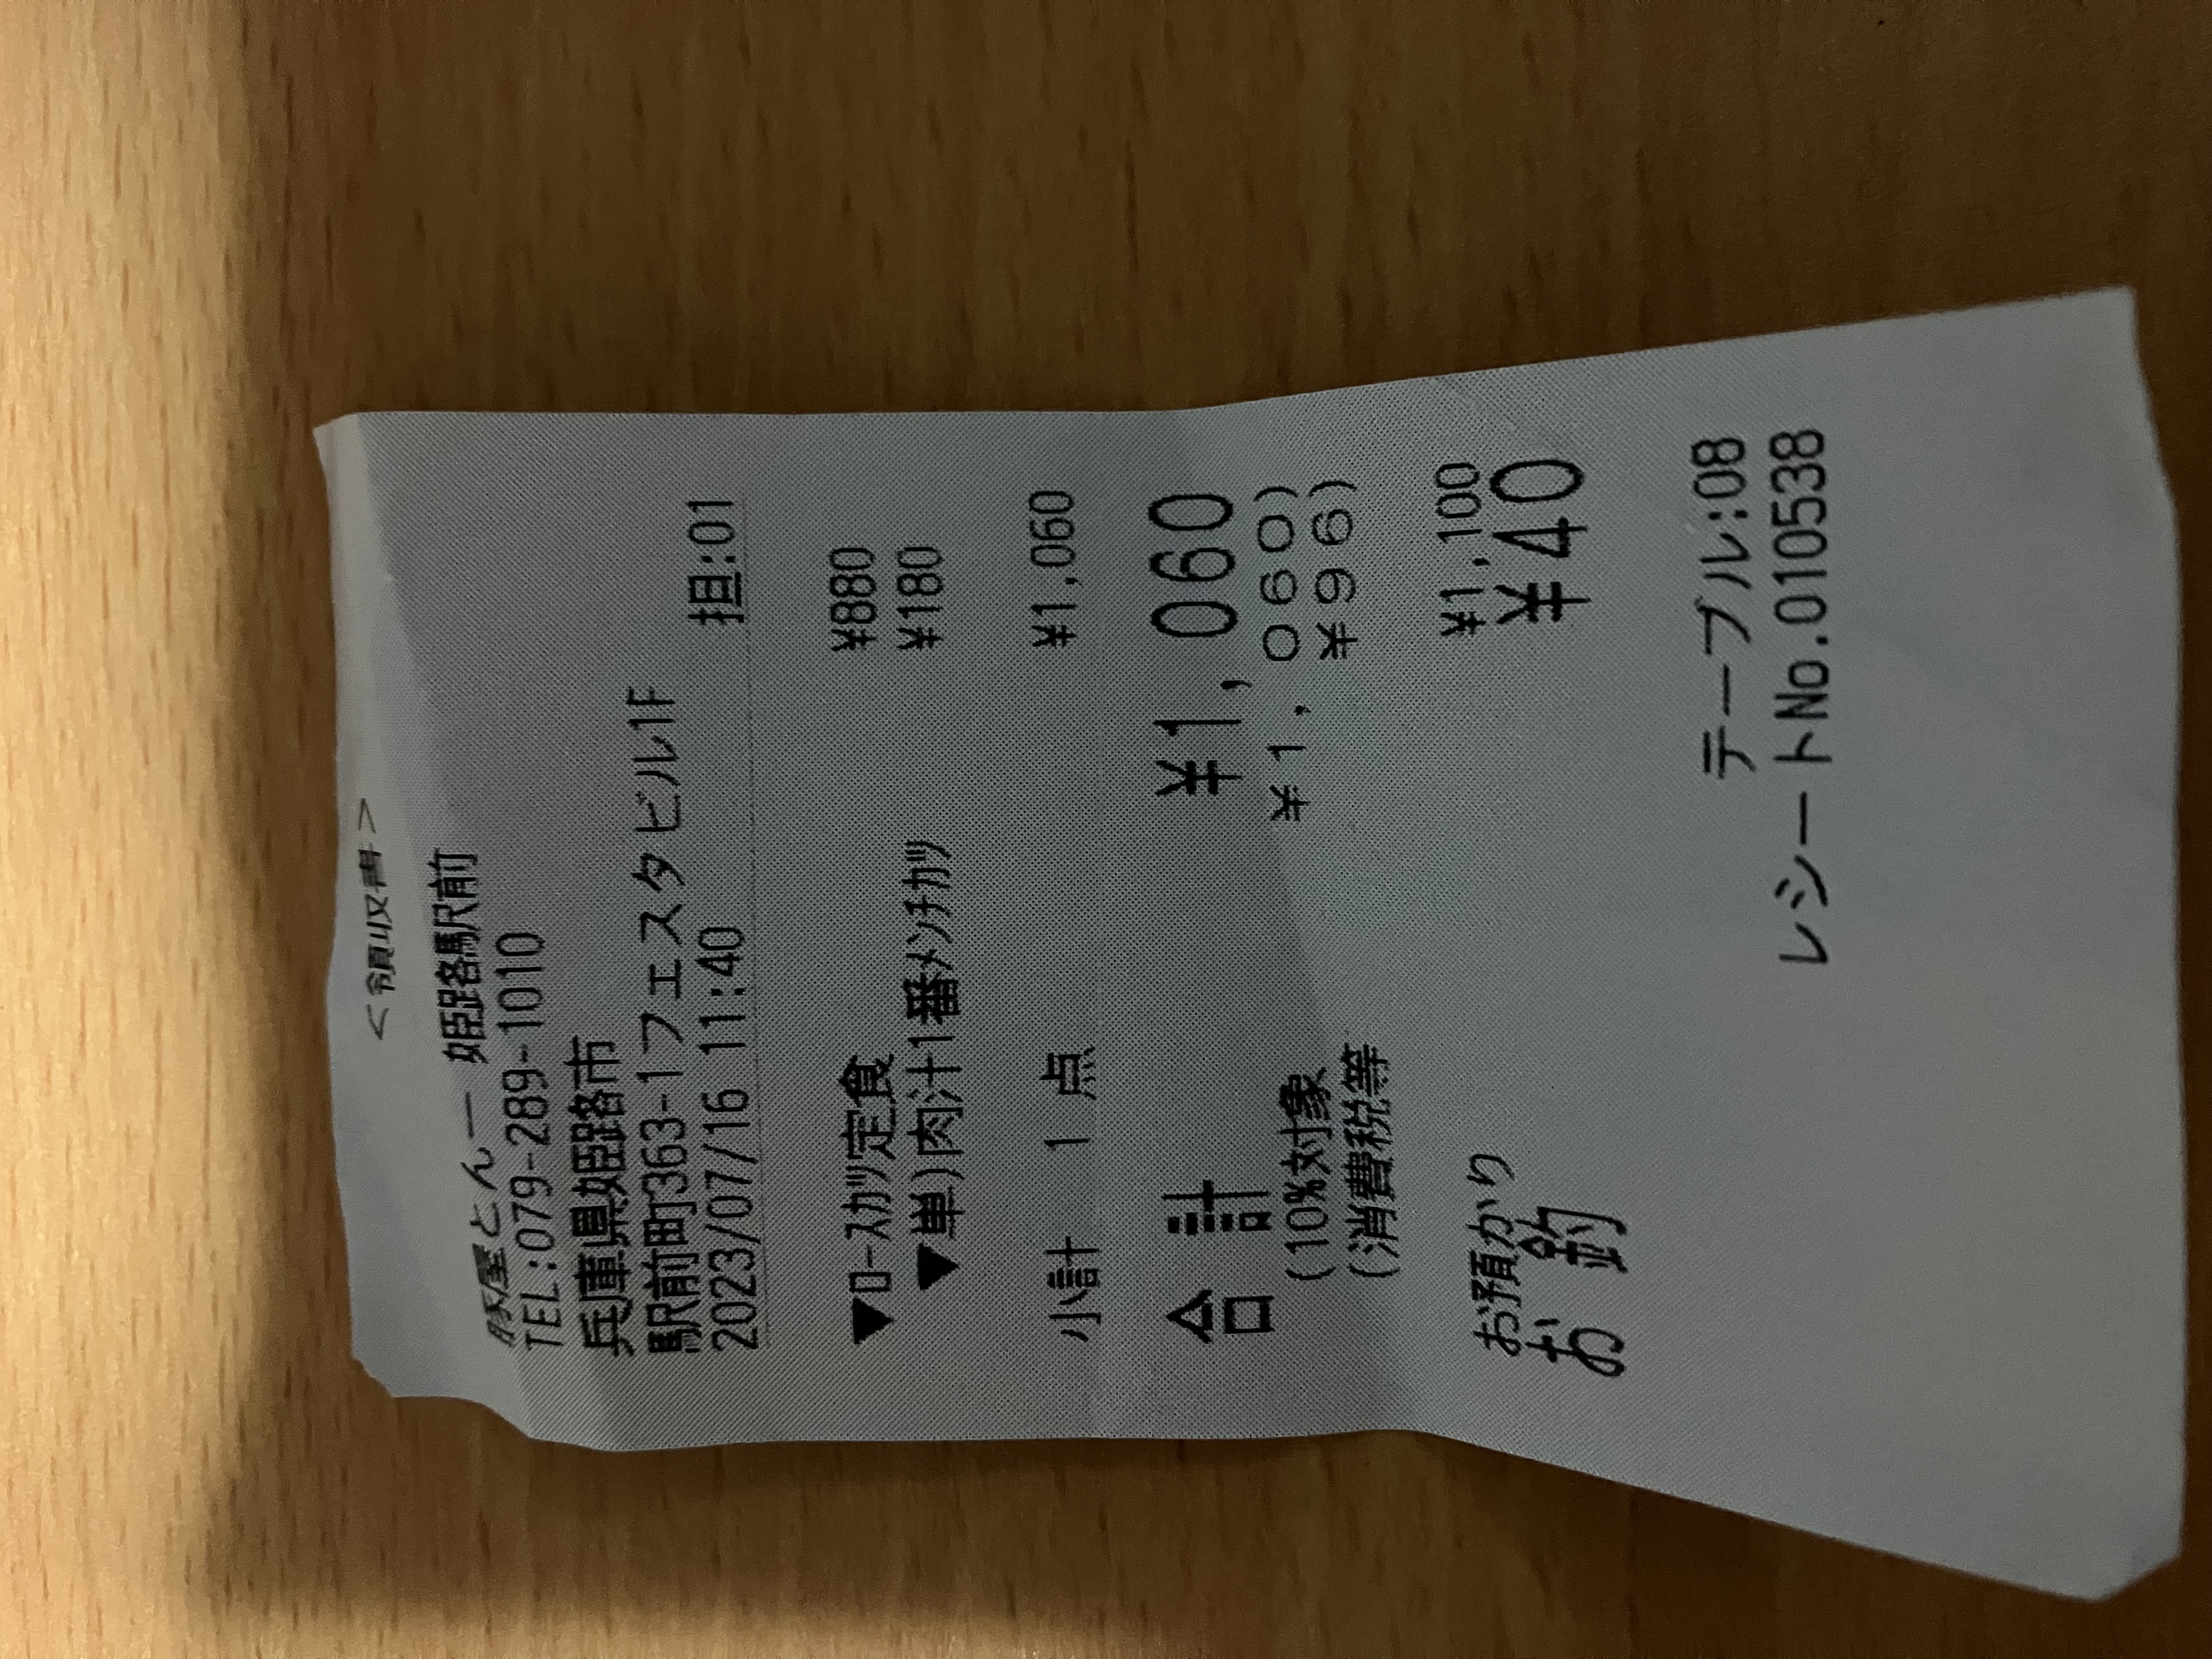 <領収書>
豚屋とん一 姫路駅前
TEL:079-289-1010
兵庫県姫路市
駅前町363-1フェスタビル1F
2023/07/16 11:40 担:01
▼ロースカツ定食 ¥880
▼単)肉汁1番メンチカツ ¥180
小計 1 点 ¥1,060
合 計 ¥1,060
(10%対象 ¥1,060)
(消費税等 ¥96)
お預かり ¥1,100
お 釣 ¥40
テーブル:08
レシートNo.010538